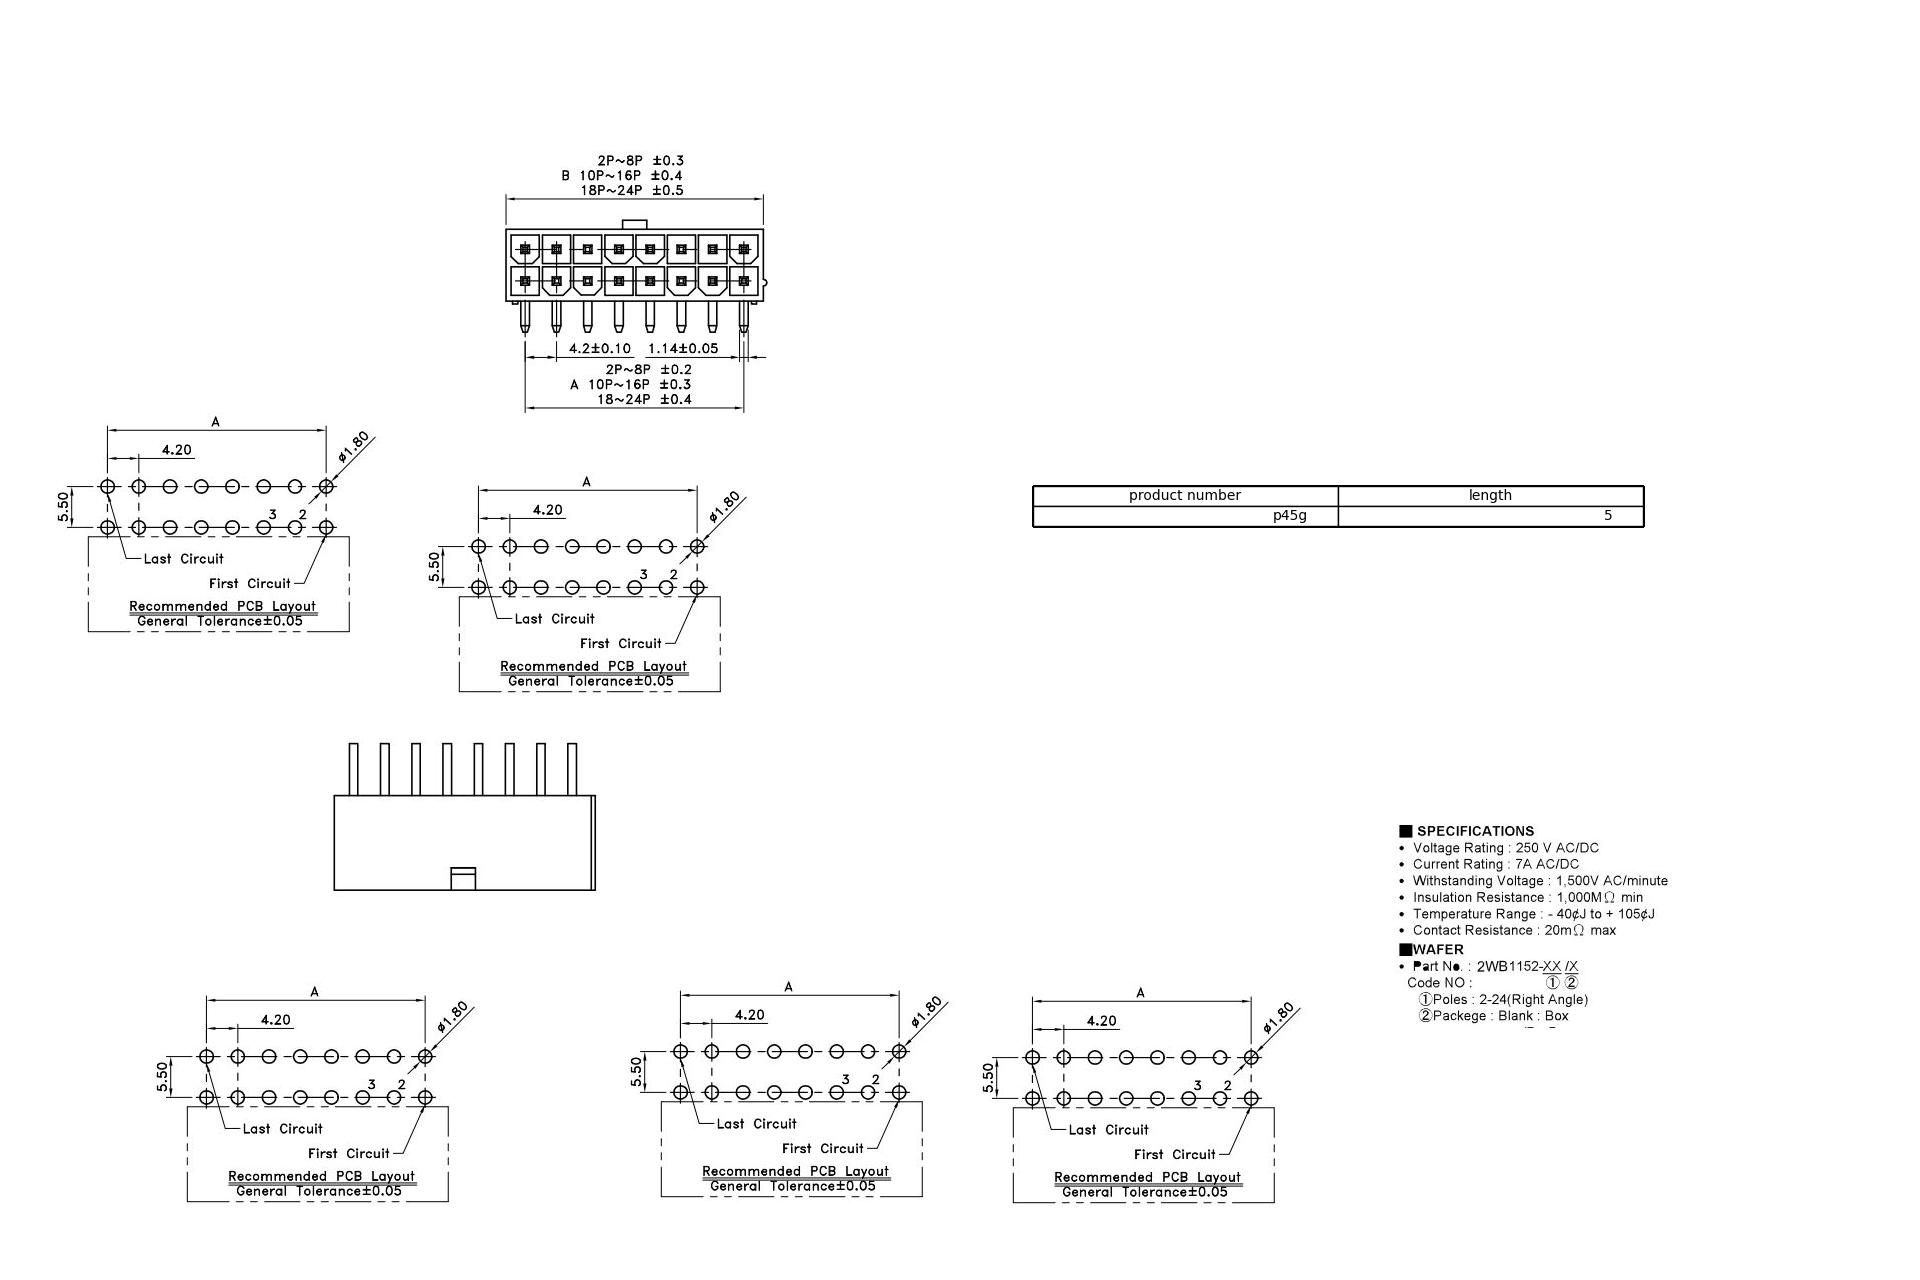 2P~8P ±0.3
B 10P~16P ±0.4
18P~24P ±0.5
4.2±0.10 1.14±0.05
2P~8P ±0.2
A 10P~16P ±0.3
18~24P ±0.4
A
4.20
ø1.80
5.50
3 2
Last Circuit
First Circuit
Recommended PCB Layout
General Tolerance±0.05
A
4.20
ø1.80
5.50
3 2
Last Circuit
First Circuit
Recommended PCB Layout
General Tolerance±0.05
product number length
p45g 5
■ SPECIFICATIONS
• Voltage Rating : 250 V AC/DC
• Current Rating : 7A AC/DC
• Withstanding Voltage : 1,500V AC/minute
• Insulation Resistance : 1,000MΩ min
• Temperature Range : - 40¢J to + 105¢J
• Contact Resistance : 20mΩ max
■WAFER
• Part No. : 2WB1152-XX /X
Code NO : ① ②
①Poles : 2-24(Right Angle)
②Packege : Blank : Box
A
4.20
ø1.80
5.50
3 2
Last Circuit
First Circuit
Recommended PCB Layout
General Tolerance±0.05
A
4.20
ø1.80
5.50
3 2
Last Circuit
First Circuit
Recommended PCB Layout
General Tolerance±0.05
A
4.20
ø1.80
5.50
3 2
Last Circuit
First Circuit
Recommended PCB Layout
General Tolerance±0.05